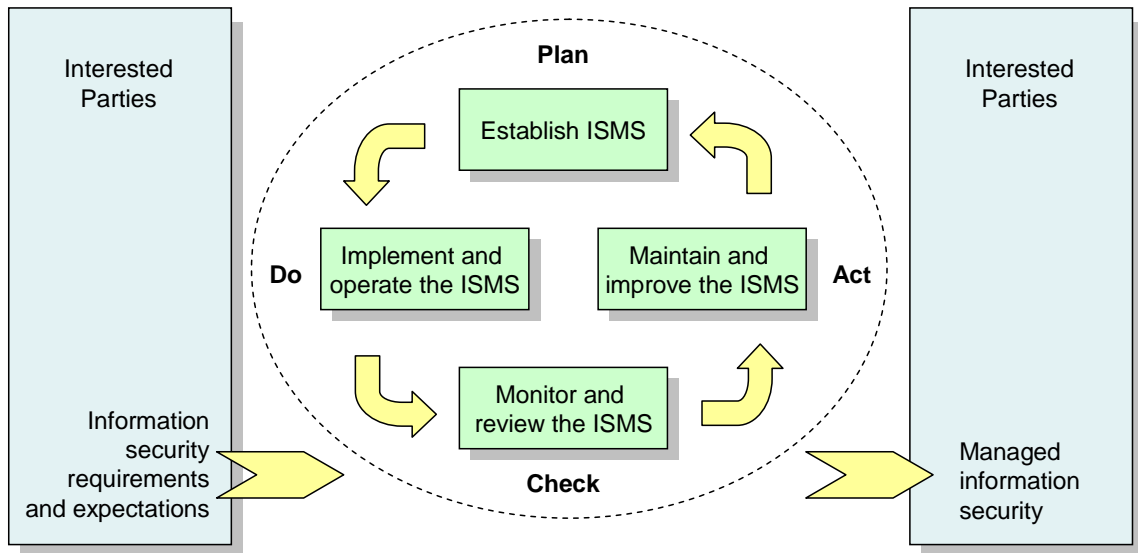 Interested
Parties
Information
security
requirements
and expectations
Plan
Establish ISMS
Do
Implement and
operate the ISMS
Maintain and
improve the ISMS
Act
Monitor and
review the ISMS
Check
Interested
Parties
Managed
information
security